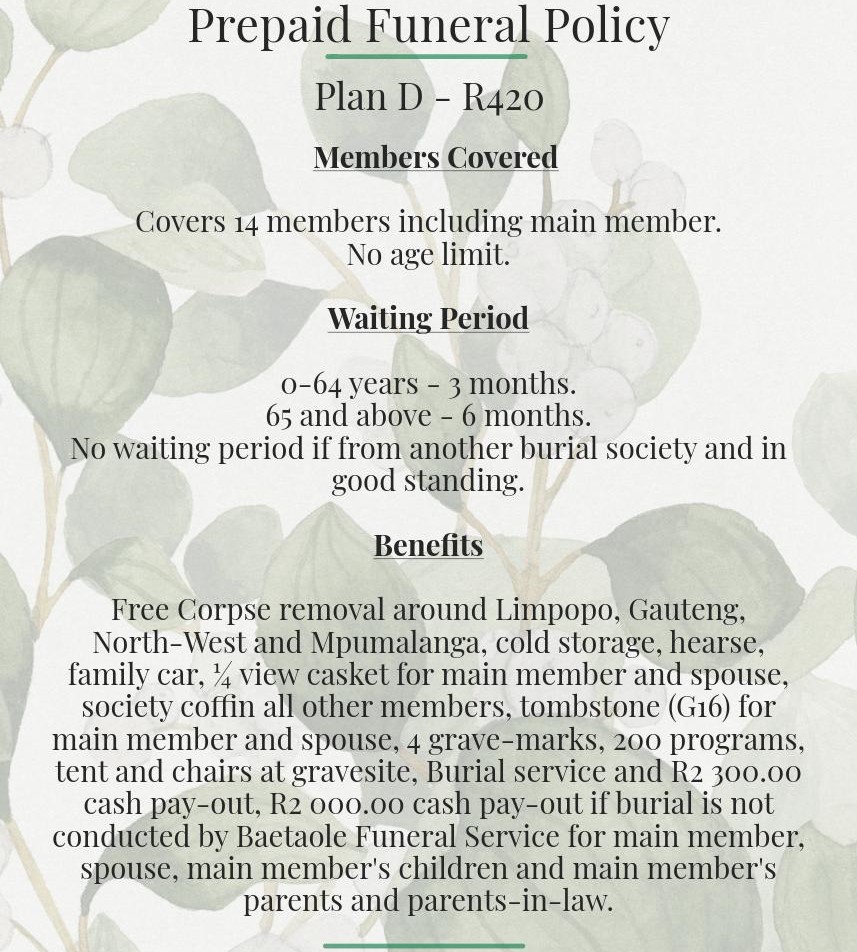 Prepaid Funeral Policy
Plan D - R420
Members Covered
Covers 14 members including main member.
No age limit.
Waiting Period
0-64 years - 3 months.
65 and above - 6 months.
No waiting period if from another burial society and in
good standing.
Benefits
Free Corpse removal around Limpopo, Gauteng,
North-West and Mpumalanga, cold storage, hearse,
family car, ¼ view casket for main member and spouse,
society coffin all other members, tombstone (G16) for
main member and spouse, 4 grave-marks, 200 programs,
tent and chairs at gravesite, Burial service and R2 300.00
cash pay-out, R2 000.00 cash pay-out if burial is not
conducted by Baetaole Funeral Service for main member,
spouse, main member's children and main member's
parents and parents-in-law.